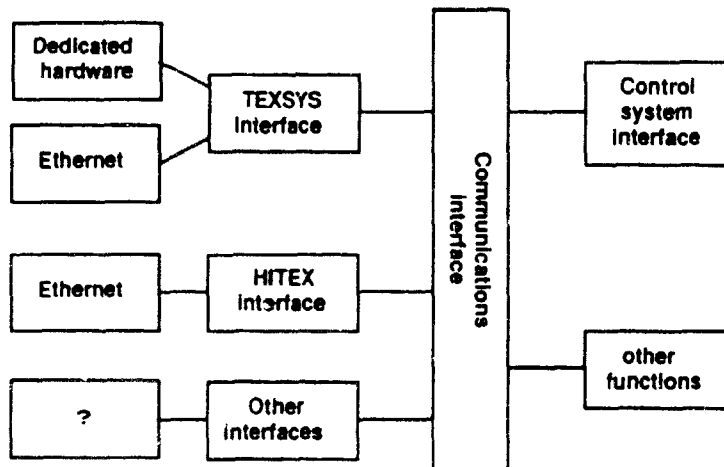 Dedicated
hardware
Ethernet
TEXSYS
Interface
Ethernet
HITEX
interface
?
Other
interfaces
Communications
interface
Control
system
interface
other
functions